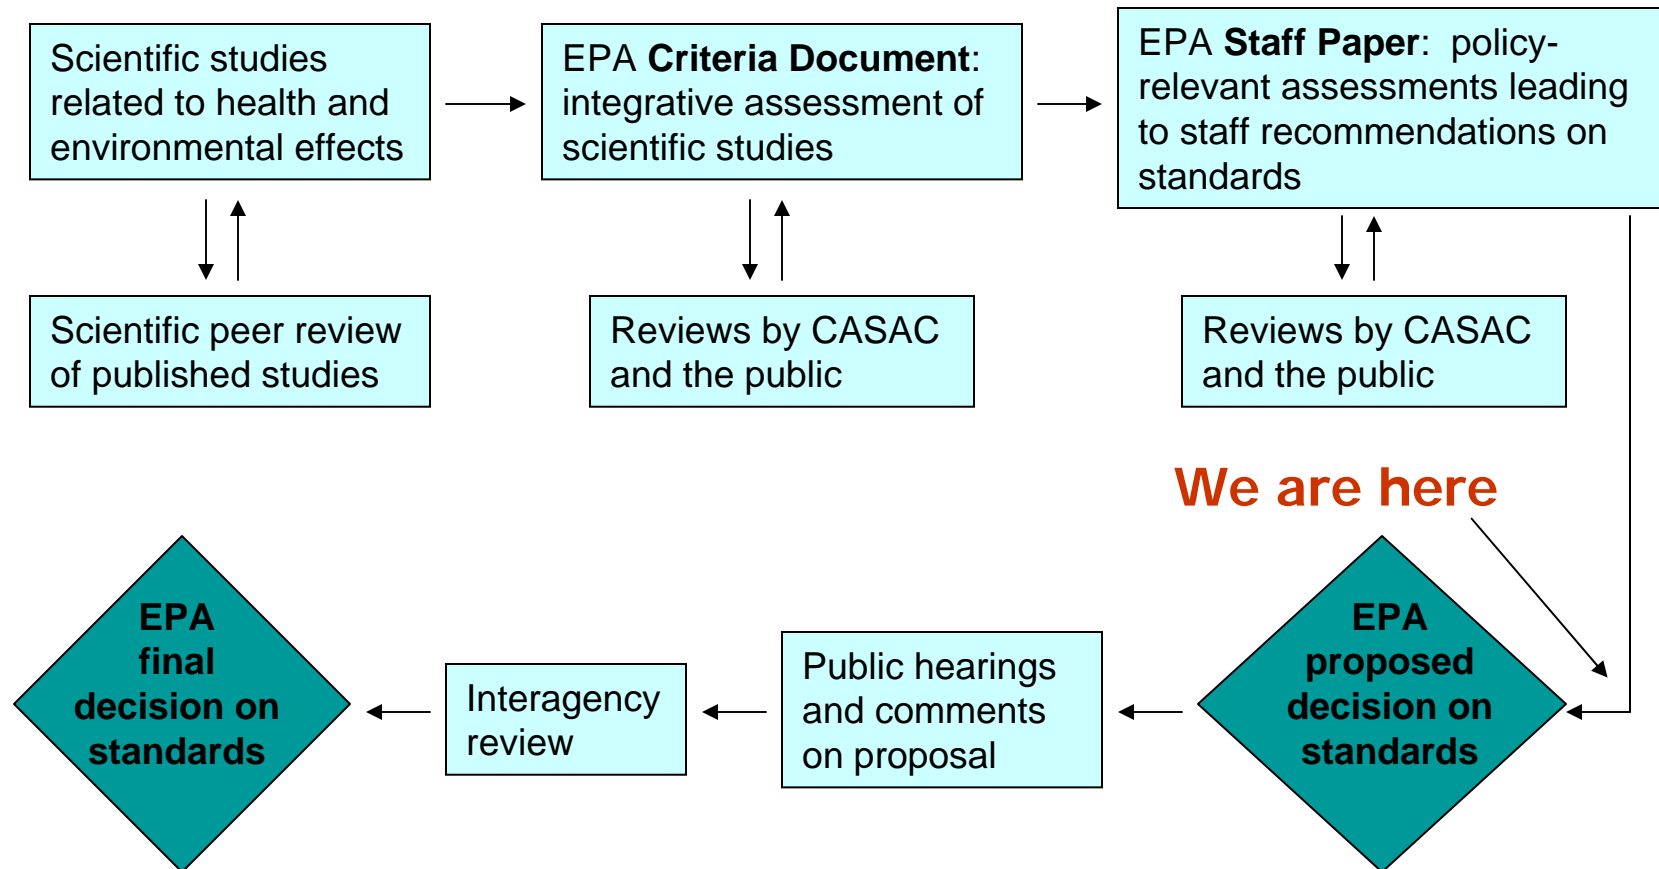 Scientific studies
related to health and
environmental effects
EPA Criteria Document:
integrative assessment of
scientific studies
EPA Staff Paper:  policy-
relevant assessments leading
to staff recommendations on
standards
Scientific peer review
of published studies
Reviews by CASAC
and the public
Reviews by CASAC
and the public
We are here
EPA
proposed
decision on
standards
Public hearings
and comments
on proposal
Interagency
review
EPA
final
decision on
standards